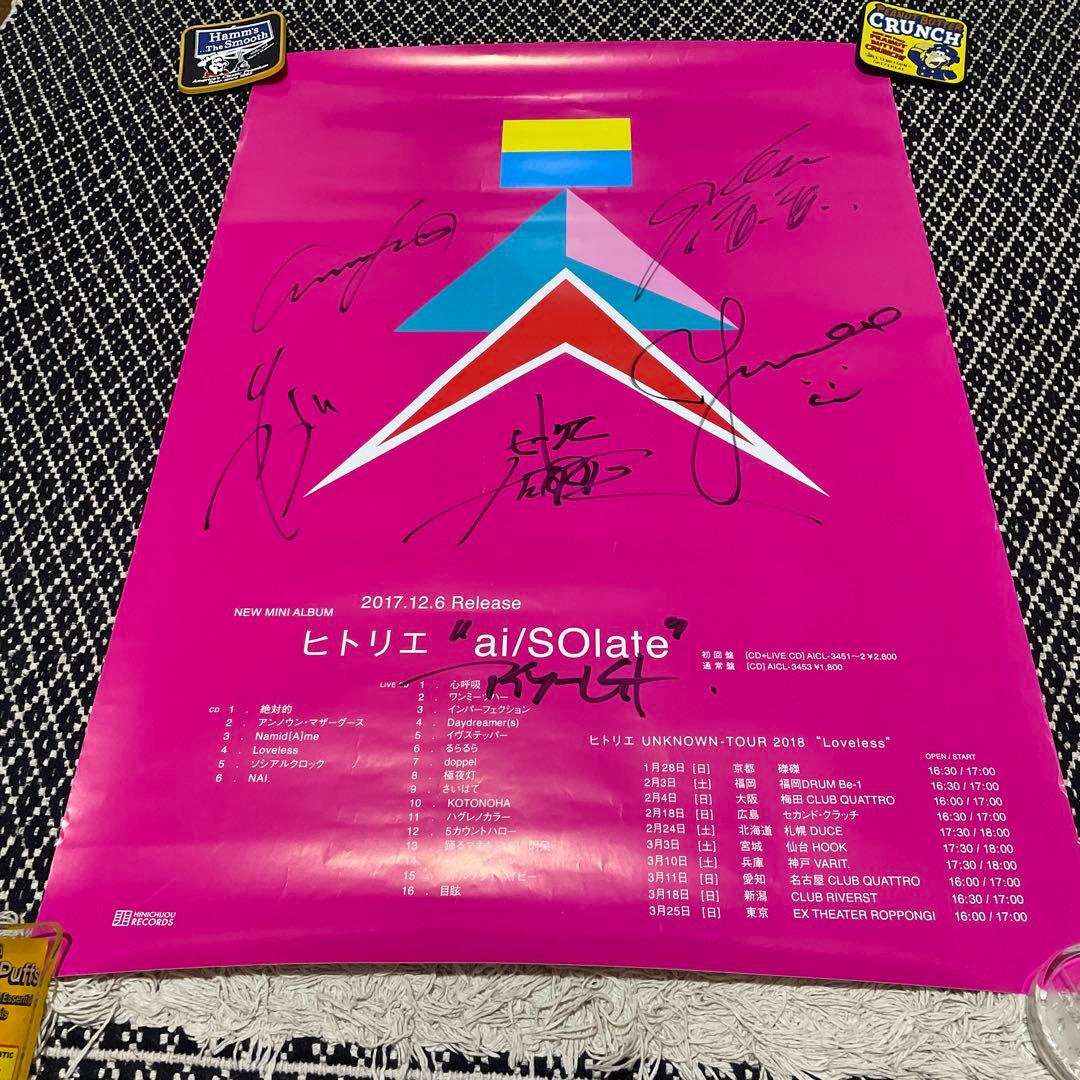 Hamm's
...The Smooth
PEANUT BUTTER
CRUNCH
2017.12.6 Release
NEW MINI ALBUM
ヒトリエ "ai/SOlate"
初回盤 [CD+LIVE CD] AICL-3451〜2 ¥2,800
通常盤 [CD] AICL-3453 ¥1,800
CD 1 . 絶対的
2 . アンノウン・マザーグース
3 . Namid[A]me
4 . Loveless
5 . ソシアルクロック
6 . NAI.
LIVE CD 1 . 心呼吸
2 . ワンミーツハー
3 . インパーフェクション
4 . Daydreamer(s)
5 . イヴステッパー
6 . るらるら
7 . doppel
8 . 極夜灯
9 . さいはて
10 . KOTONOHA
11 . ハグレノカラー
12 . 5カウントハロー
13 .
14 .
15
16 . 目眩
ヒトリエ UNKNOWN-TOUR 2018 "Loveless"
OPEN / START
1月28日 [日] 京都 磔磔 16:30 / 17:00
2月3日 [土] 福岡 福岡DRUM Be-1 16:30 / 17:00
2月4日 [日] 大阪 梅田 CLUB QUATTRO 16:00 / 17:00
2月18日 [日] 広島 セカンド・クラッチ 16:30 / 17:00
2月24日 [土] 北海道 札幌 DUCE 17:30 / 18:00
3月3日 [土] 宮城 仙台 HOOK 17:30 / 18:00
3月10日 [土] 兵庫 神戸 VARIT. 17:30 / 18:00
3月11日 [日] 愛知 名古屋 CLUB QUATTRO 16:00 / 17:00
3月18日 [日] 新潟 CLUB RIVERST 16:30 / 17:00
3月25日 [日] 東京 EX THEATER ROPPONGI 16:00 / 17:00
HINICHIJOU
RECORDS
Puffs